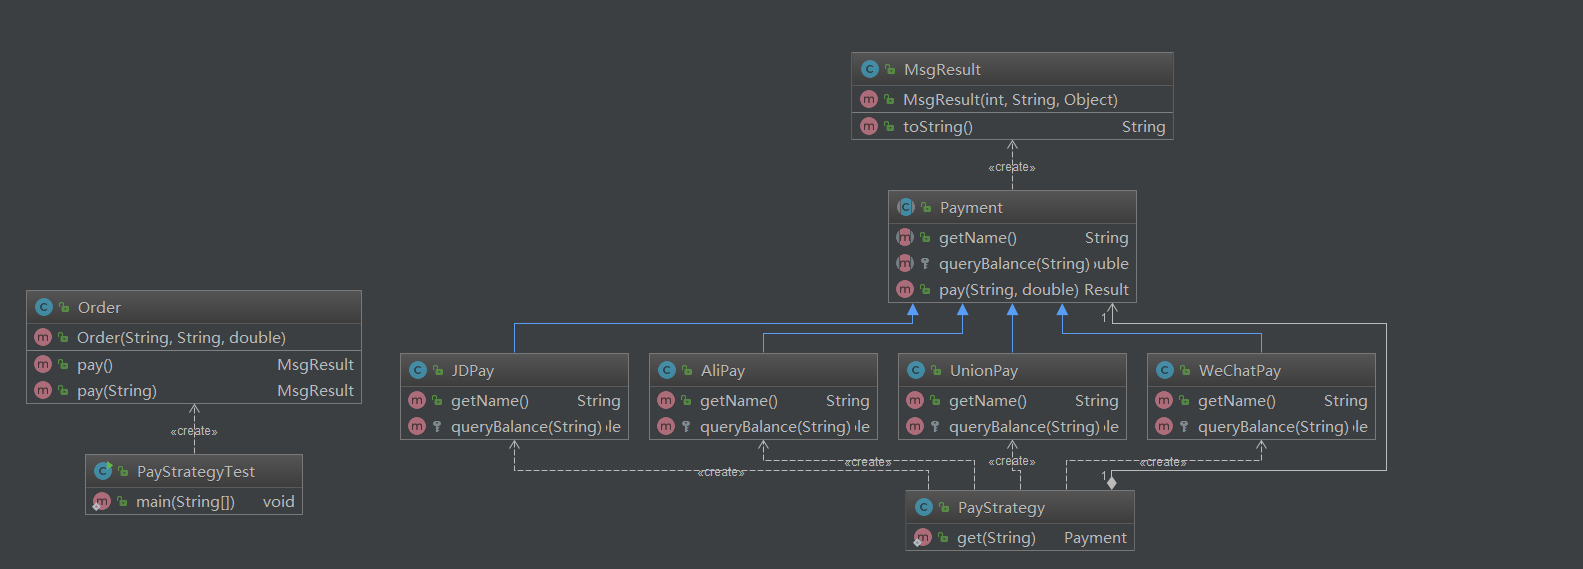 MsgResult
MsgResult(int, String, Object)
toString() String
«create»
Payment
getName() String
queryBalance(String) uble
pay(String, double) Result
1
Order
Order(String, String, double)
pay() MsgResult
pay(String) MsgResult
«create»
PayStrategyTest
main(String[]) void
JDPay
getName() String
queryBalance(String) le
AliPay
getName() String
queryBalance(String) le
UnionPay
getName() String
queryBalance(String) le
WeChatPay
getName() String
queryBalance(String) le
«create»
«create»
«create»
«create»
1
PayStrategy
get(String) Payment